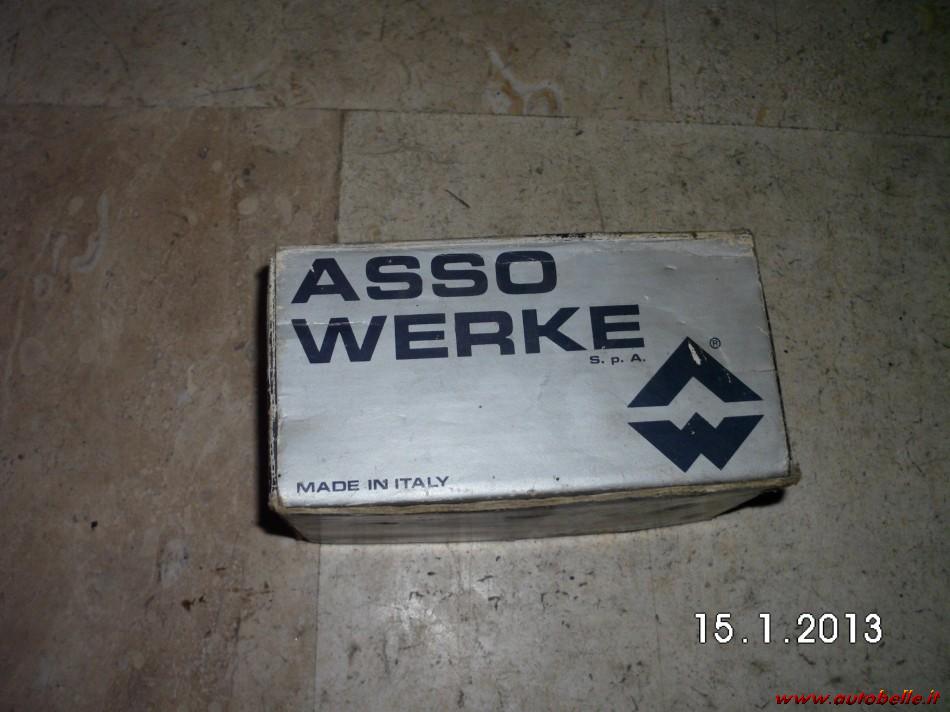 ASSO
WERKE
S. p. A.
®
MADE IN ITALY
15.1.2013
www.autobelle.it